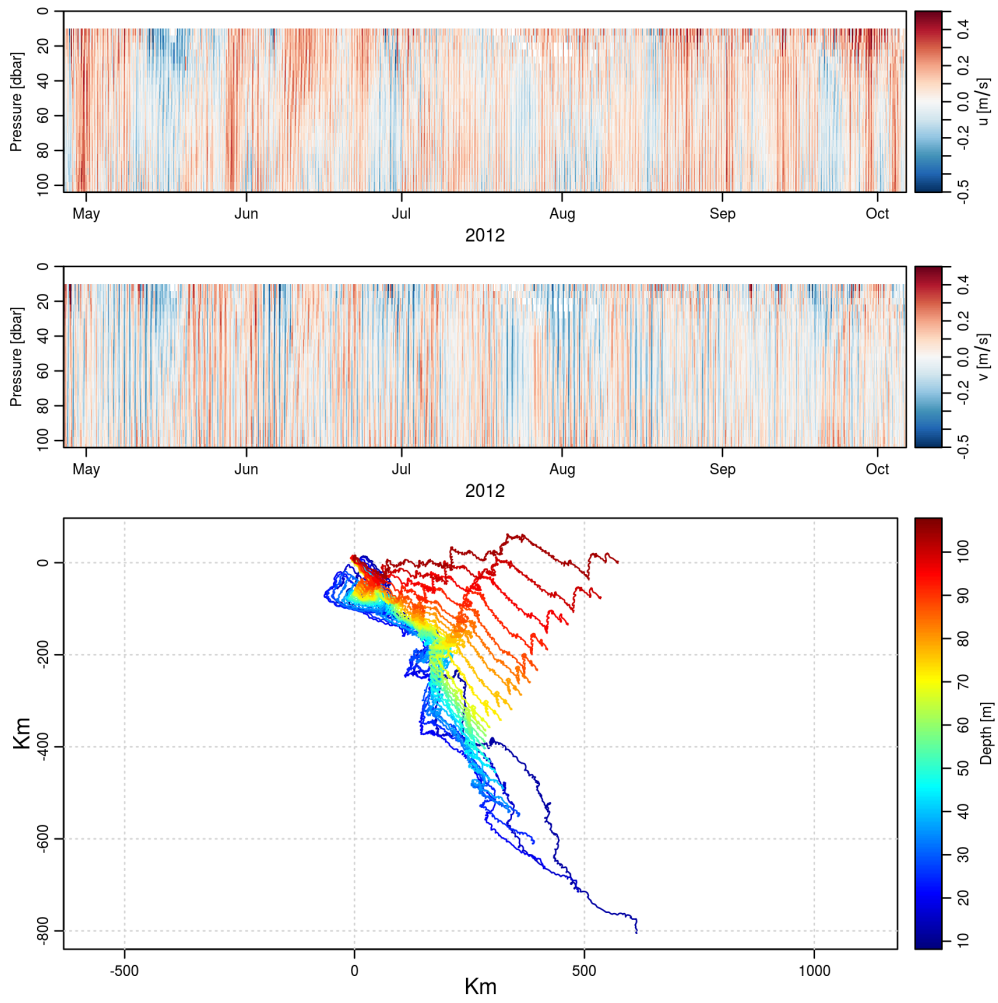 Pressure [dbar]
0
20
40
60
80
100
May
Jun
Jul
Aug
Sep
Oct
2012
0.4
0.2
0.0
-0.2
-0.5
u [m/s]
Pressure [dbar]
0
20
40
60
80
100
May
Jun
Jul
Aug
Sep
Oct
2012
0.4
0.2
0.0
-0.2
-0.5
v [m/s]
Km
0
-200
-400
-600
-800
-500
0
500
1000
Km
100
90
80
70
60
50
40
30
20
10
Depth [m]